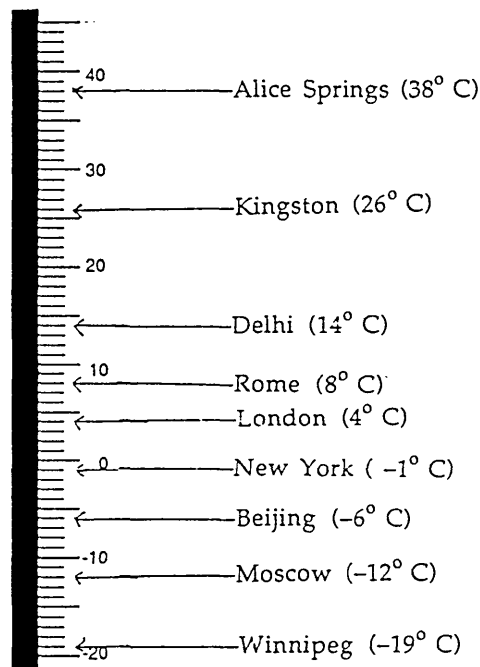 40
Alice Springs (38° C)
30
Kingston (26° C)
20
Delhi (14° C)
10
Rome (8° C)
London (4° C)
0
New York ( –1° C)
Beijing (–6° C)
-10
Moscow (–12° C)
Winnipeg (–19° C)
-20